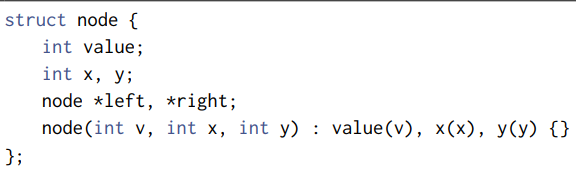 struct node {
    int value;
    int x, y;
    node *left, *right;
    node(int v, int x, int y) : value(v), x(x), y(y) {}
};